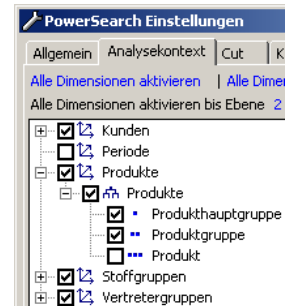 PowerSearch Einstellungen
Allgemein Analysekontext Cut K
Alle Dimensionen aktivieren | Alle Dimen
Alle Dimensionen aktivieren bis Ebene 2
Kunden
Periode
Produkte
Produkte
Produkthauptgruppe
Produktgruppe
Produkt
Stoffgruppen
Vertretergruppen